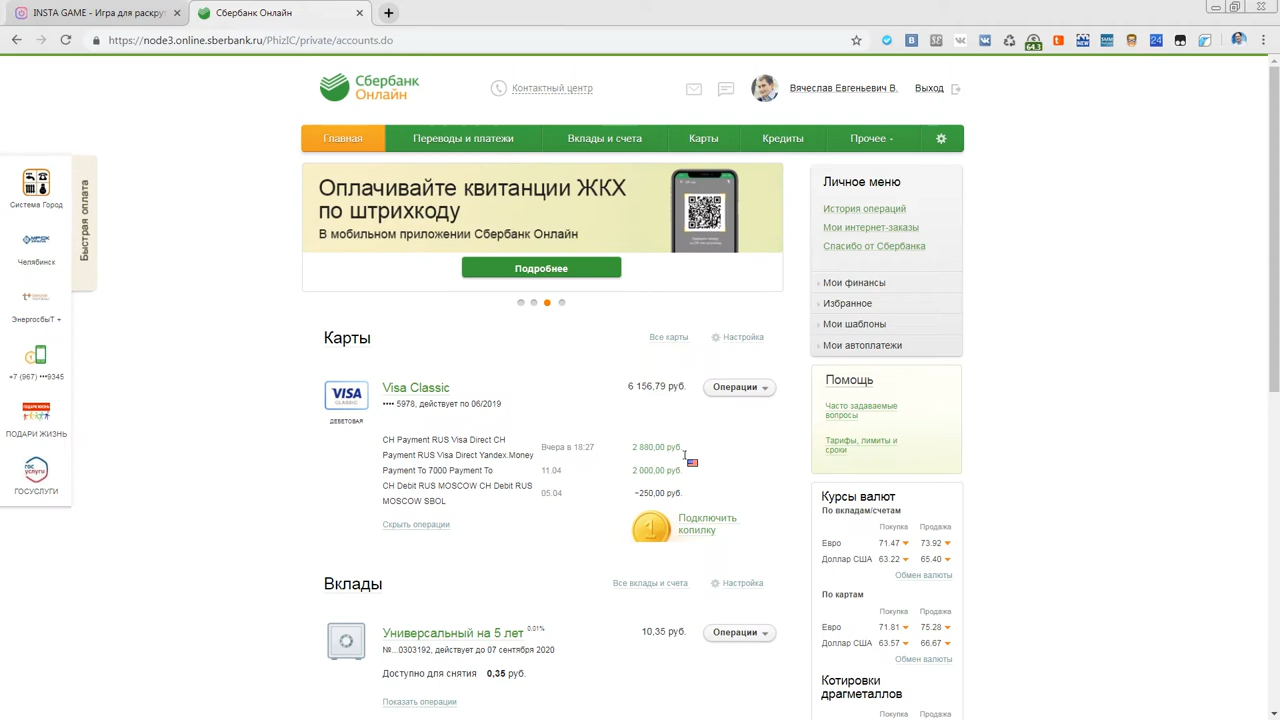 INSTA GAME - Игра для раскру
Сбербанк Онлайн
https://node3.online.sberbank.ru/PhizIC/private/accounts.do
64.3
NEW
SMM
24
Сбербанк
Онлайн
Контактный центр
Вячеслав Евгеньевич В.
Выход
Главная
Переводы и платежи
Вклады и счета
Карты
Кредиты
Прочее
Быстрая оплата
Система Город
Челябинск
ЭнергосбыТ +
+7 (967) •••9345
ПОДАРИ ЖИЗНЬ
гос
услуги
ГОСУСЛУГИ
Оплачивайте квитанции ЖКХ
по штрихкоду
В мобильном приложении Сбербанк Онлайн
Подробнее
Карты
Все карты
Настройка
VISA
CLASSIC
ДЕБЕТОВАЯ
Visa Classic
•••• 5978, действует по 06/2019
6 156,79 руб.
Операции
CH Payment RUS Visa Direct CH
Payment RUS Visa Direct Yandex.Money
Вчера в 18:27
2 880,00 руб.
Payment To 7000 Payment To
11.04
2 000,00 руб.
CH Debit RUS MOSCOW CH Debit RUS
MOSCOW SBOL
05.04
−250,00 руб.
Скрыть операции
1
Подключить
копилку
Вклады
Все вклады и счета
Настройка
Универсальный на 5 лет 0,01%
№...0303192, действует до 07 сентября 2020
10,35 руб.
Операции
Доступно для снятия 0,35 руб.
Показать операции
Личное меню
История операций
Мои интернет-заказы
Спасибо от Сбербанка
Мои финансы
Избранное
Мои шаблоны
Мои автоплатежи
Помощь
Часто задаваемые
вопросы
Тарифы, лимиты и
сроки
Курсы валют
По вкладам/счетам
Покупка Продажа
Евро 71.47 73.92
Доллар США 63.22 65.40
Обмен валюты
По картам
Покупка Продажа
Евро 71.81 75.28
Доллар США 63.57 66.67
Обмен валюты
Котировки
драгметаллов
Покупка Продажа